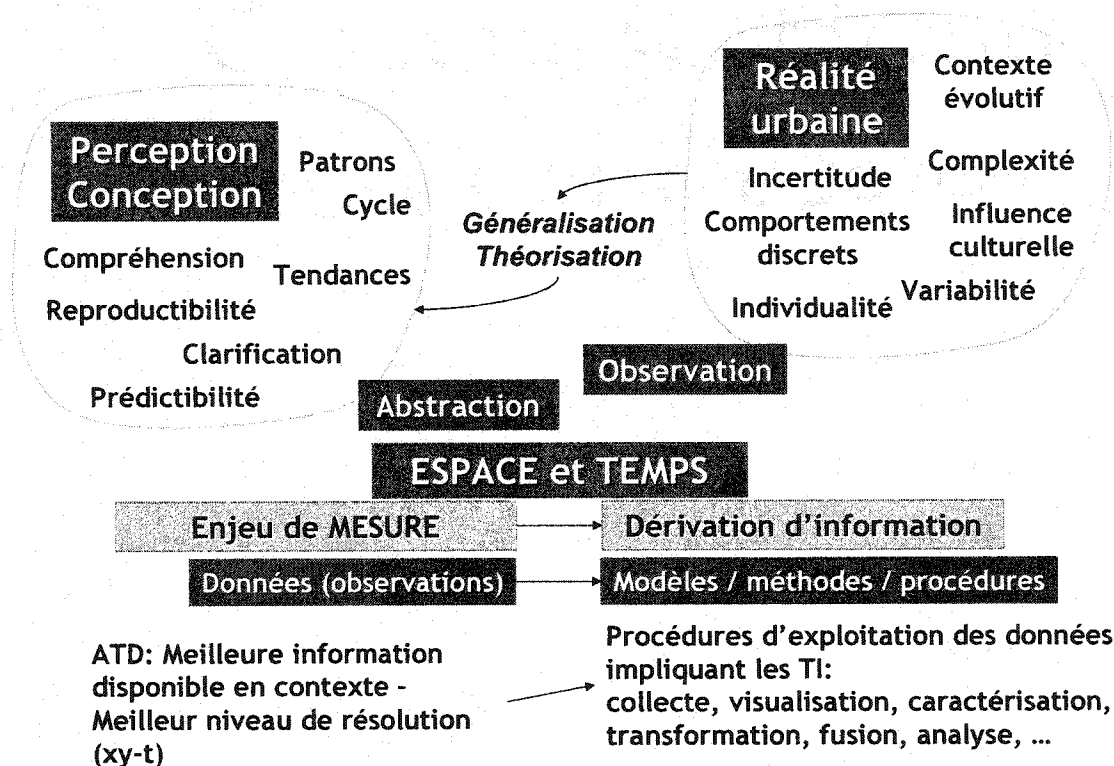 Réalité
urbaine
Contexte
évolutif
Perception
Conception
Patrons
Cycle
Incertitude
Complexité
Généralisation
Théorisation
Comportements
discrets
Influence
culturelle
Compréhension
Tendances
Reproductibilité
Individualité
Variabilité
Clarification
Prédictibilité
Observation
Abstraction
ESPACE et TEMPS
Enjeu de MESURE
Dérivation d'information
Données (observations)
Modèles / méthodes / procédures
ATD: Meilleure information
disponible en contexte -
Meilleur niveau de résolution
(xy-t)
Procédures d'exploitation des données
impliquant les TI:
collecte, visualisation, caractérisation,
transformation, fusion, analyse, ...